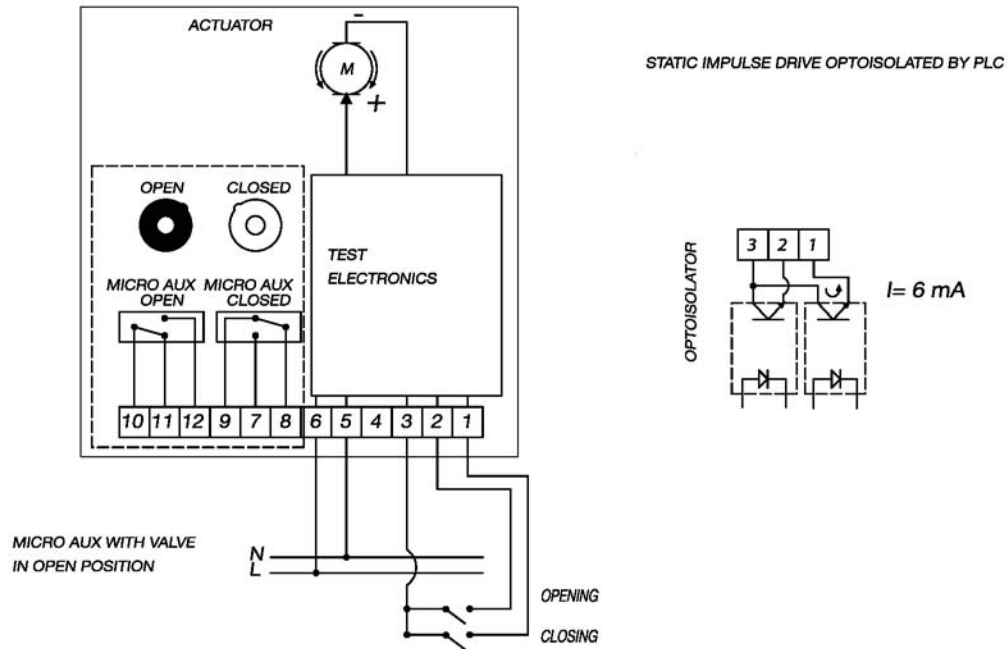 ACTUATOR
-
M
+
STATIC IMPULSE DRIVE OPTOISOLATED BY PLC
OPEN CLOSED
TEST
ELECTRONICS
MICRO AUX MICRO AUX
OPEN CLOSED
3 2 1
OPTOISOLATOR
I= 6 mA
10 11 12 9 7 8 6 5 4 3 2 1
MICRO AUX WITH VALVE
IN OPEN POSITION
N
L
OPENING
CLOSING